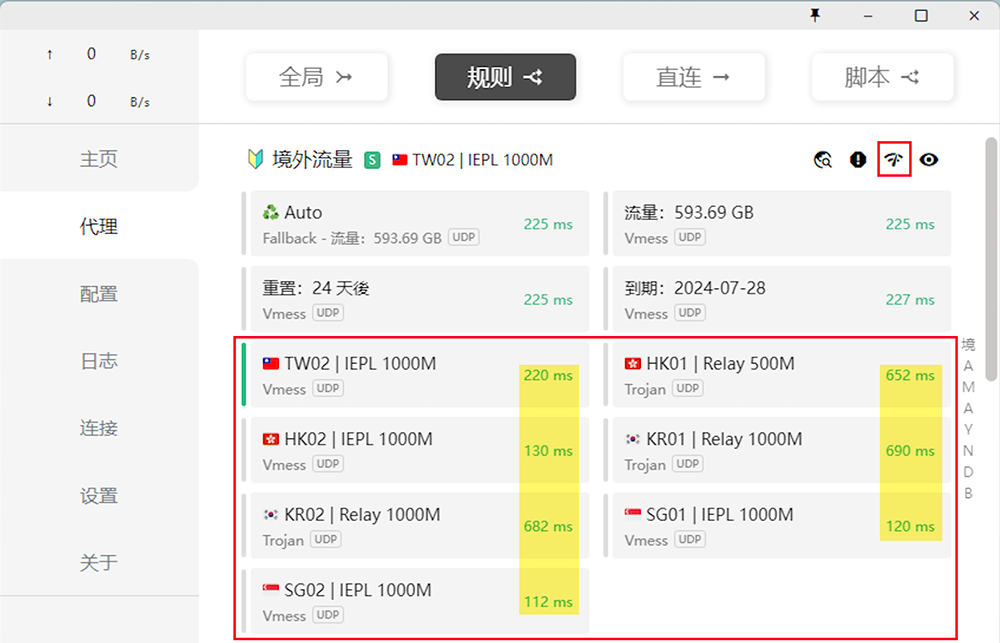 ↑ 0 B/s
↓ 0 B/s
主页
代理
配置
日志
连接
设置
关于
全局
规则
直连 →
脚本
境外流量 S TW02 | IEPL 1000M
Auto
Fallback - 流量：593.69 GB UDP
225 ms
流量：593.69 GB
Vmess UDP
225 ms
重置：24 天後
Vmess UDP
225 ms
到期：2024-07-28
Vmess UDP
227 ms
TW02 | IEPL 1000M
Vmess UDP
220 ms
HK01 | Relay 500M
Trojan UDP
652 ms
HK02 | IEPL 1000M
Vmess UDP
130 ms
KR01 | Relay 1000M
Trojan UDP
690 ms
KR02 | Relay 1000M
Trojan UDP
682 ms
SG01 | IEPL 1000M
Vmess UDP
120 ms
SG02 | IEPL 1000M
Vmess UDP
112 ms
境
A
M
A
Y
N
D
B